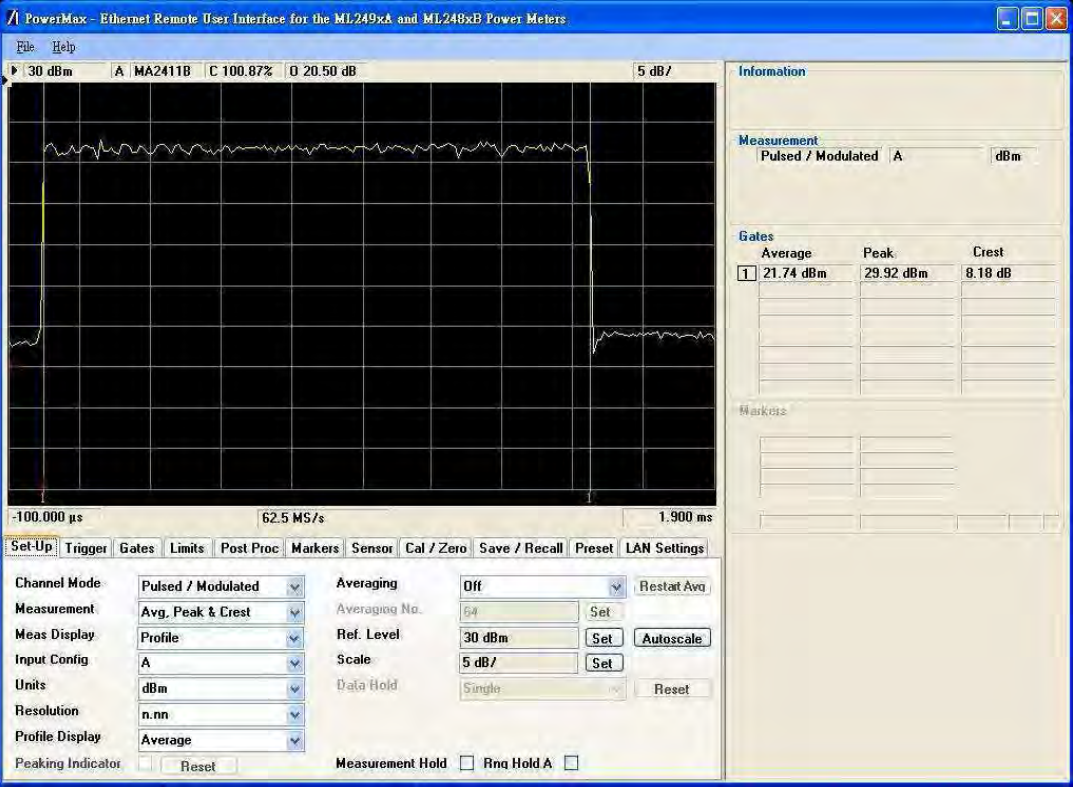 PowerMax - Ethernet Remote User Interface for the ML249xA and ML248xB Power Meters
File Help
30 dBm A MA2411B C 100.87% O 20.50 dB 5 dB/
1 1
-100.000 µs 62.5 MS/s 1.900 ms
Information
Measurement
Pulsed / Modulated A dBm
Gates
Average Peak Crest
1 21.74 dBm 29.92 dBm 8.18 dB
Markers
Set-Up Trigger Gates Limits Post Proc Markers Sensor Cal / Zero Save / Recall Preset LAN Settings
Channel Mode Pulsed / Modulated Averaging Off Restart Avg
Measurement Avg, Peak & Crest Averaging No. 64 Set
Meas Display Profile Ref. Level 30 dBm Set Autoscale
Input Config A Scale 5 dB/ Set
Units dBm Data Hold Single Reset
Resolution n.nn
Profile Display Average
Peaking Indicator Reset Measurement Hold Rng Hold A